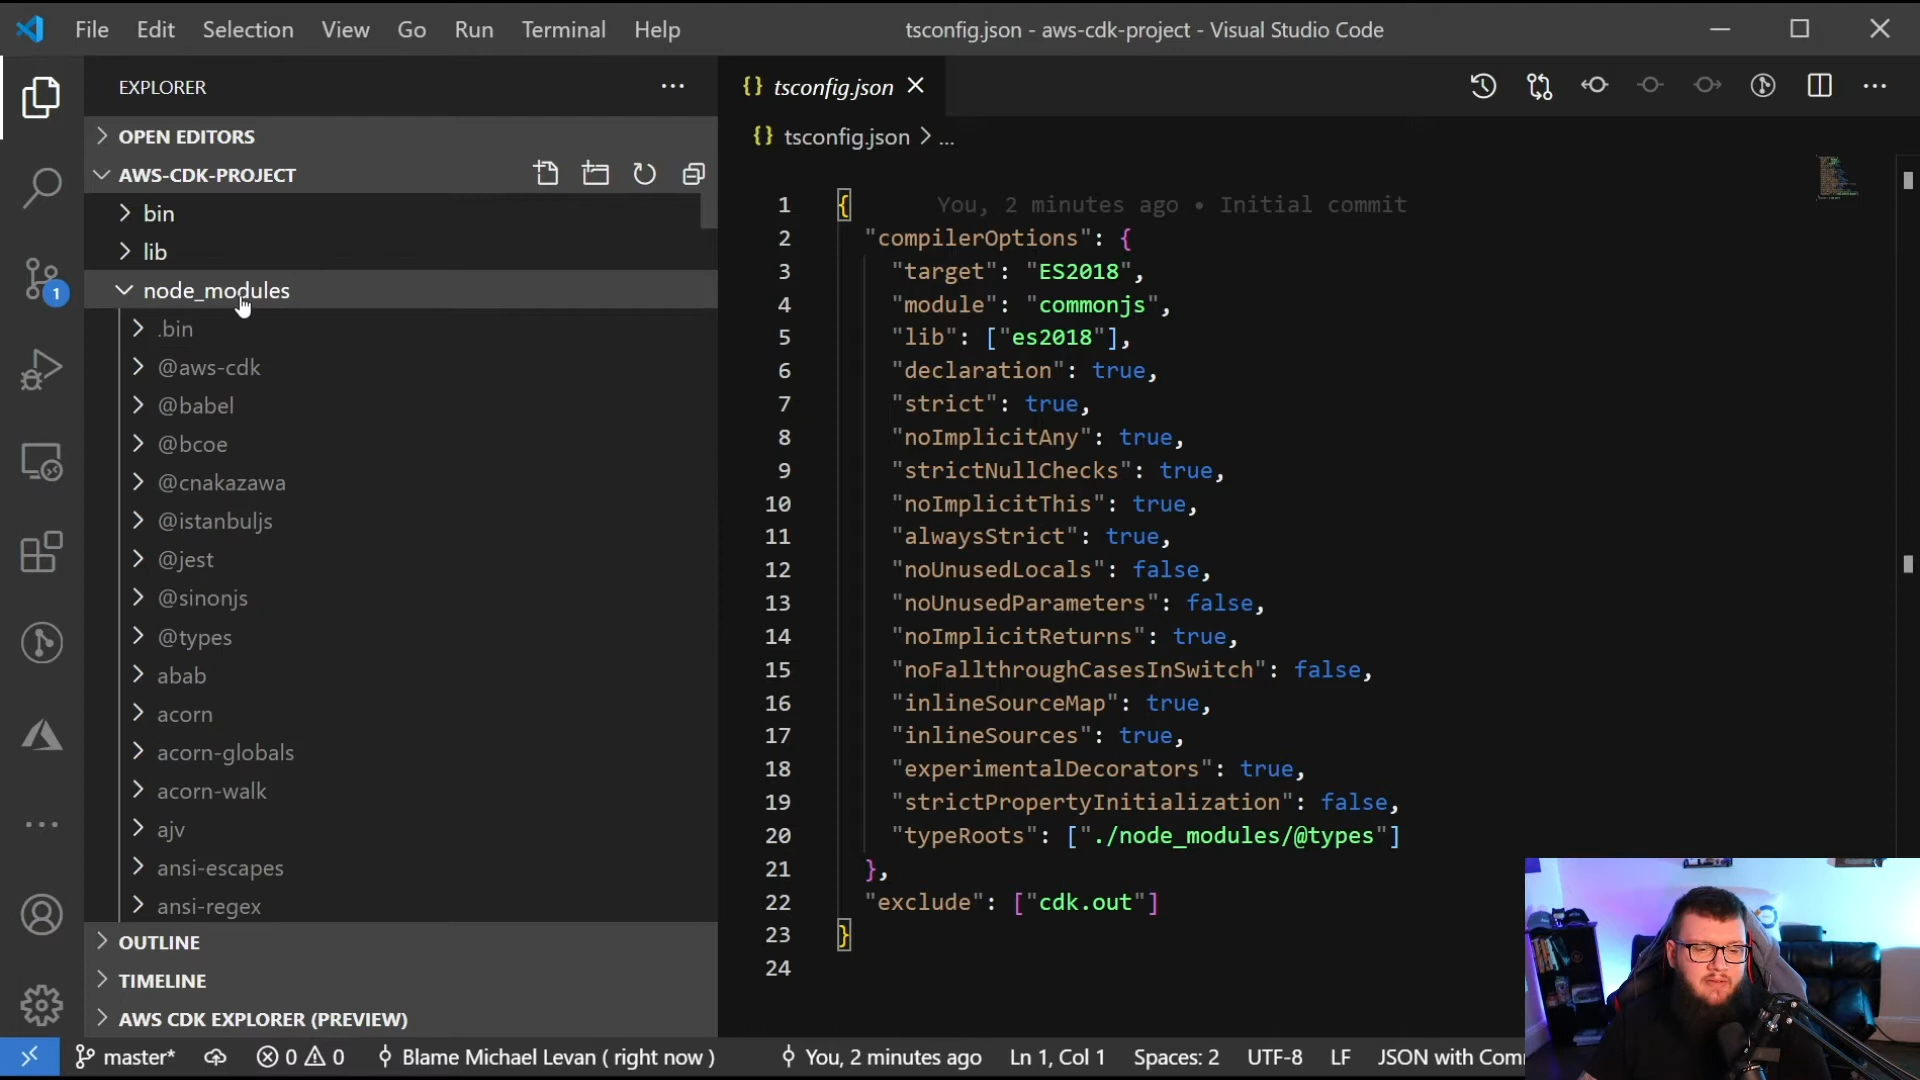 File Edit Selection View Go Run Terminal Help
tsconfig.json - aws-cdk-project - Visual Studio Code
EXPLORER
OPEN EDITORS
AWS-CDK-PROJECT
bin
lib
node_modules
.bin
@aws-cdk
@babel
@bcoe
@cnakazawa
@istanbuljs
@jest
@sinonjs
@types
abab
acorn
acorn-globals
acorn-walk
ajv
ansi-escapes
ansi-regex
OUTLINE
TIMELINE
AWS CDK EXPLORER (PREVIEW)
1
{} tsconfig.json
{} tsconfig.json > ...
1 { You, 2 minutes ago • Initial commit
2 "compilerOptions": {
3 "target": "ES2018",
4 "module": "commonjs",
5 "lib": ["es2018"],
6 "declaration": true,
7 "strict": true,
8 "noImplicitAny": true,
9 "strictNullChecks": true,
10 "noImplicitThis": true,
11 "alwaysStrict": true,
12 "noUnusedLocals": false,
13 "noUnusedParameters": false,
14 "noImplicitReturns": true,
15 "noFallthroughCasesInSwitch": false,
16 "inlineSourceMap": true,
17 "inlineSources": true,
18 "experimentalDecorators": true,
19 "strictPropertyInitialization": false,
20 "typeRoots": ["./node_modules/@types"]
21 },
22 "exclude": ["cdk.out"]
23 }
24
master* 0 0 Blame Michael Levan ( right now ) You, 2 minutes ago Ln 1, Col 1 Spaces: 2 UTF-8 LF JSON with Com